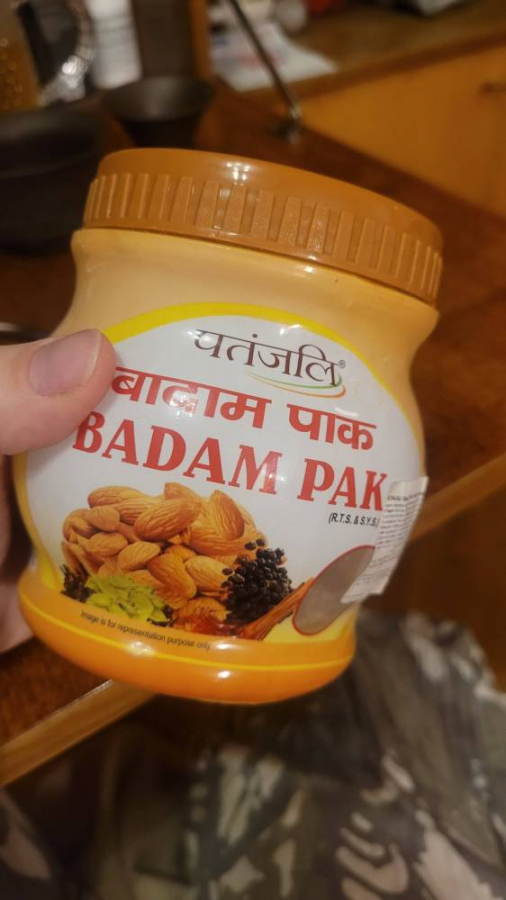 पतंजलि®
बादाम पाक
BADAM PAK
(R.T.S. & S.Y.S.)
Image is for representation purpose only